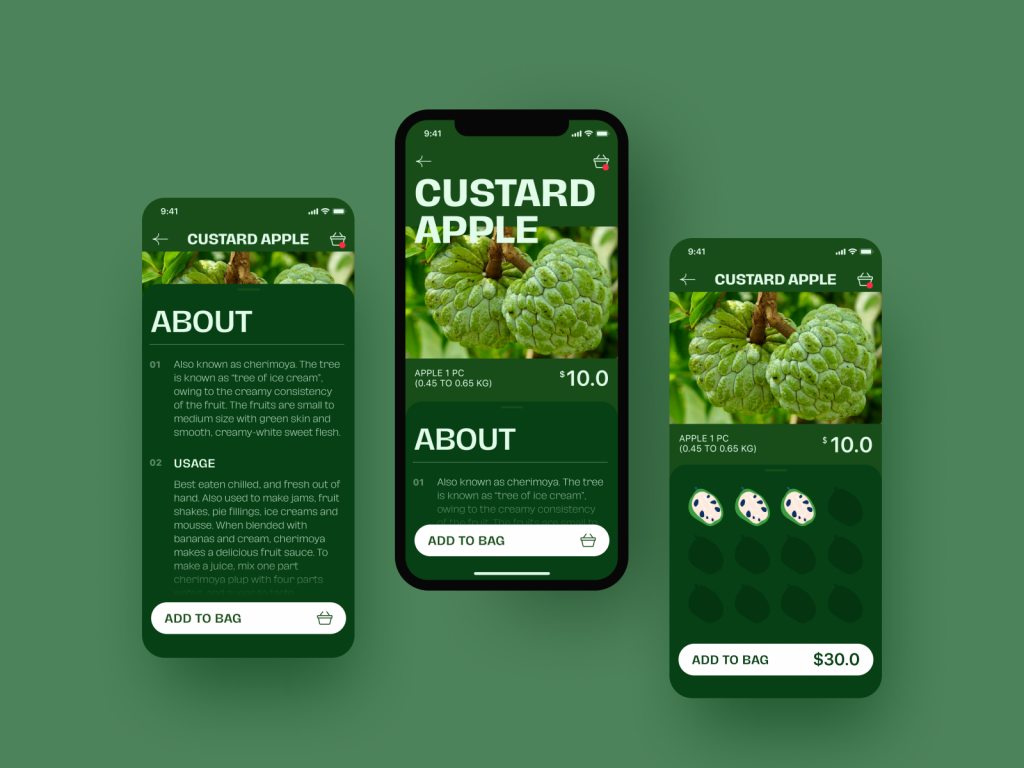 9:41
CUSTARD APPLE
ABOUT
01 Also known as cherimoya. The tree
is known as “tree of ice cream”,
owing to the creamy consistency
of the fruit. The fruits are small to
medium size with green skin and
smooth, creamy-white sweet flesh.
02 USAGE
Best eaten chilled, and fresh out of
hand. Also used to make jams, fruit
shakes, pie fillings, ice creams and
mousse. When blended with
bananas and cream, cherimoya
makes a delicious fruit sauce. To
make a juice, mix one part
cherimoya plup with four parts
ADD TO BAG
9:41
CUSTARD
APPLE
APPLE 1 PC
(0.45 TO 0.65 KG)
$10.0
ABOUT
01 Also known as cherimoya. The tree
is known as “tree of ice cream”,
owing to the creamy consistency
of the fruit. The fruits are small to
ADD TO BAG
9:41
CUSTARD APPLE
APPLE 1 PC
(0.45 TO 0.65 KG)
$10.0
ADD TO BAG $30.0